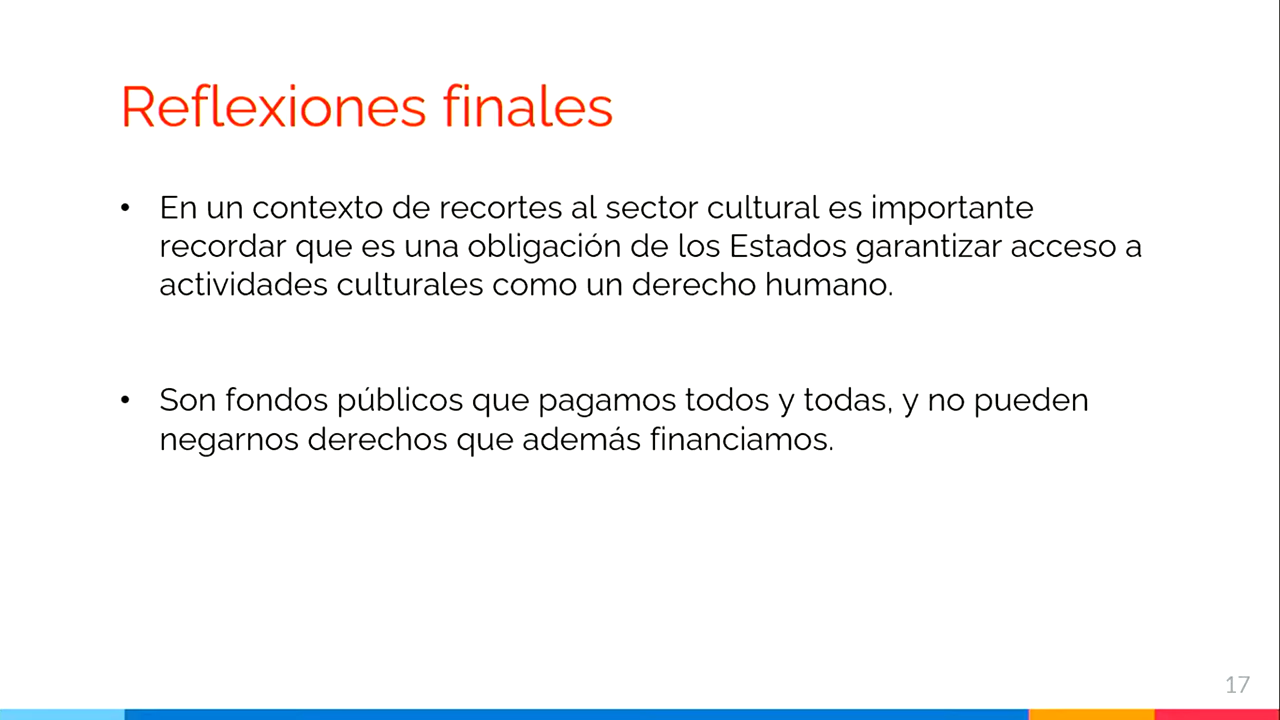 Reflexiones finales
• En un contexto de recortes al sector cultural es importante
recordar que es una obligación de los Estados garantizar acceso a
actividades culturales como un derecho humano.
• Son fondos públicos que pagamos todos y todas, y no pueden
negarnos derechos que además financiamos.
17